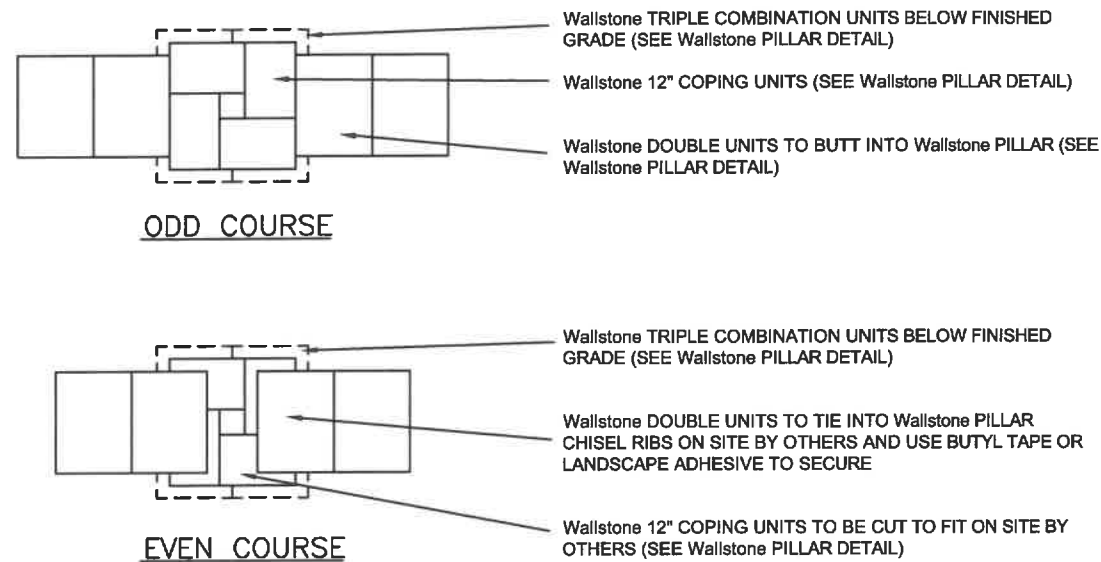 Wallstone TRIPLE COMBINATION UNITS BELOW FINISHED
GRADE (SEE Wallstone PILLAR DETAIL)
Wallstone 12" COPING UNITS (SEE Wallstone PILLAR DETAIL)
Wallstone DOUBLE UNITS TO BUTT INTO Wallstone PILLAR (SEE
Wallstone PILLAR DETAIL)
ODD COURSE
Wallstone TRIPLE COMBINATION UNITS BELOW FINISHED
GRADE (SEE Wallstone PILLAR DETAIL)
Wallstone DOUBLE UNITS TO TIE INTO Wallstone PILLAR
CHISEL RIBS ON SITE BY OTHERS AND USE BUTYL TAPE OR
LANDSCAPE ADHESIVE TO SECURE
Wallstone 12" COPING UNITS TO BE CUT TO FIT ON SITE BY
OTHERS (SEE Wallstone PILLAR DETAIL)
EVEN COURSE